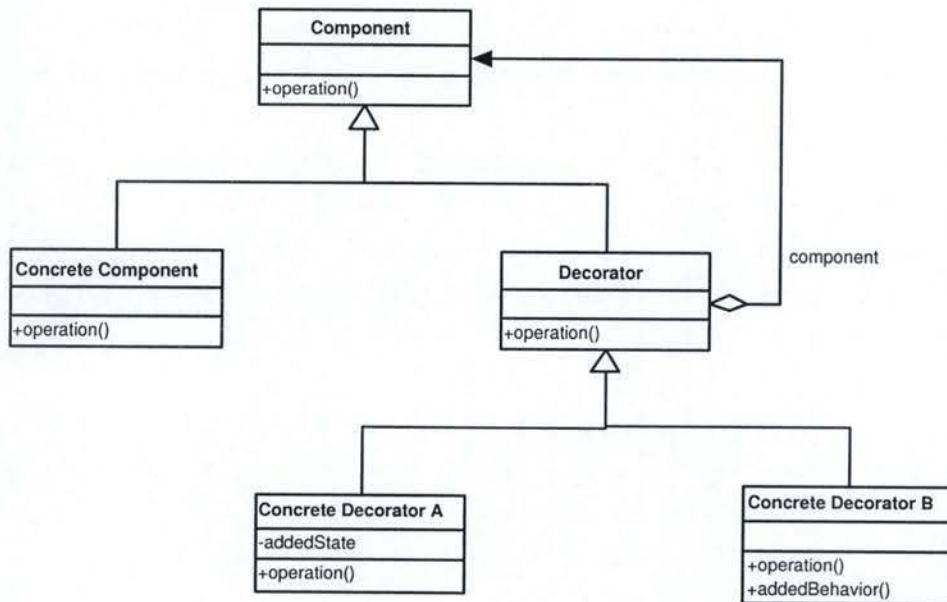 Component
+operation()
Concrete Component
+operation()
Decorator
+operation()
component
Concrete Decorator A
-addedState
+operation()
Concrete Decorator B
+operation()
+addedBehavior()